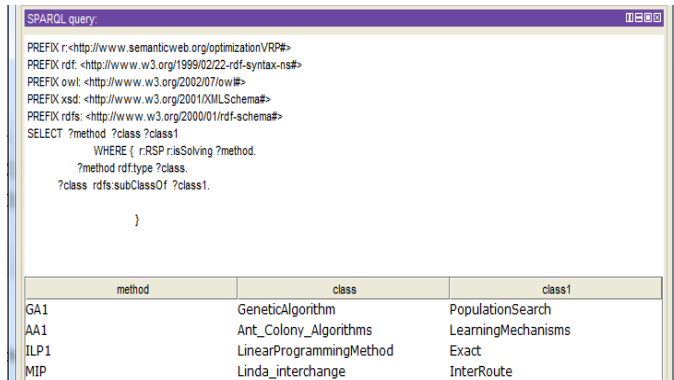 SPARQL query:
PREFIX r:<http://www.semanticweb.org/optimizationVRP#>
PREFIX rdf: <http://www.w3.org/1999/02/22-rdf-syntax-ns#>
PREFIX owl: <http://www.w3.org/2002/07/owl#>
PREFIX xsd: <http://www.w3.org/2001/XMLSchema#>
PREFIX rdfs: <http://www.w3.org/2000/01/rdf-schema#>
SELECT ?method ?class ?class1
WHERE { r:RSP r:isSolving ?method.
?method rdf:type ?class.
?class rdfs:subClassOf ?class1.
}
method class class1
GA1 GeneticAlgorithm PopulationSearch
AA1 Ant_Colony_Algorithms LearningMechanisms
ILP1 LinearProgrammingMethod Exact
MIP Linda_interchange InterRoute